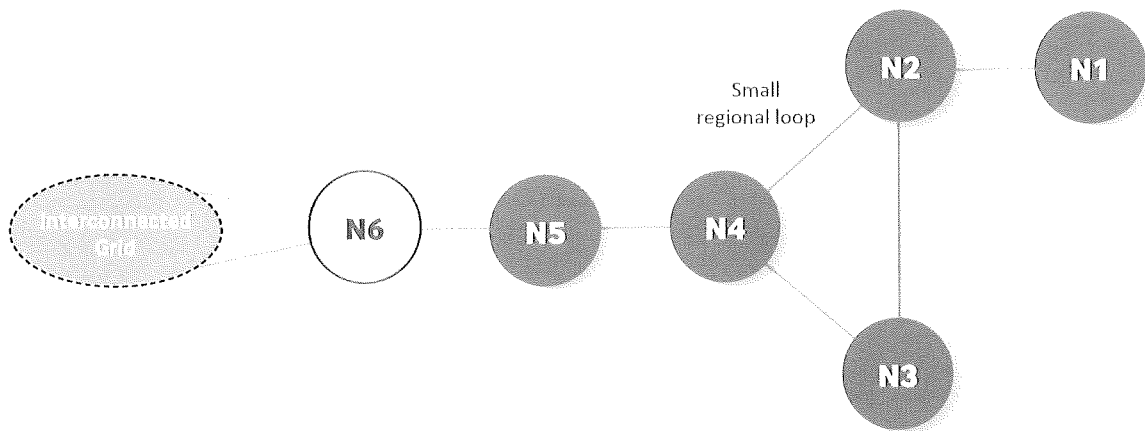 Small
regional loop
N2
N1
Interconnected
Grid
N6
N5
N4
N3